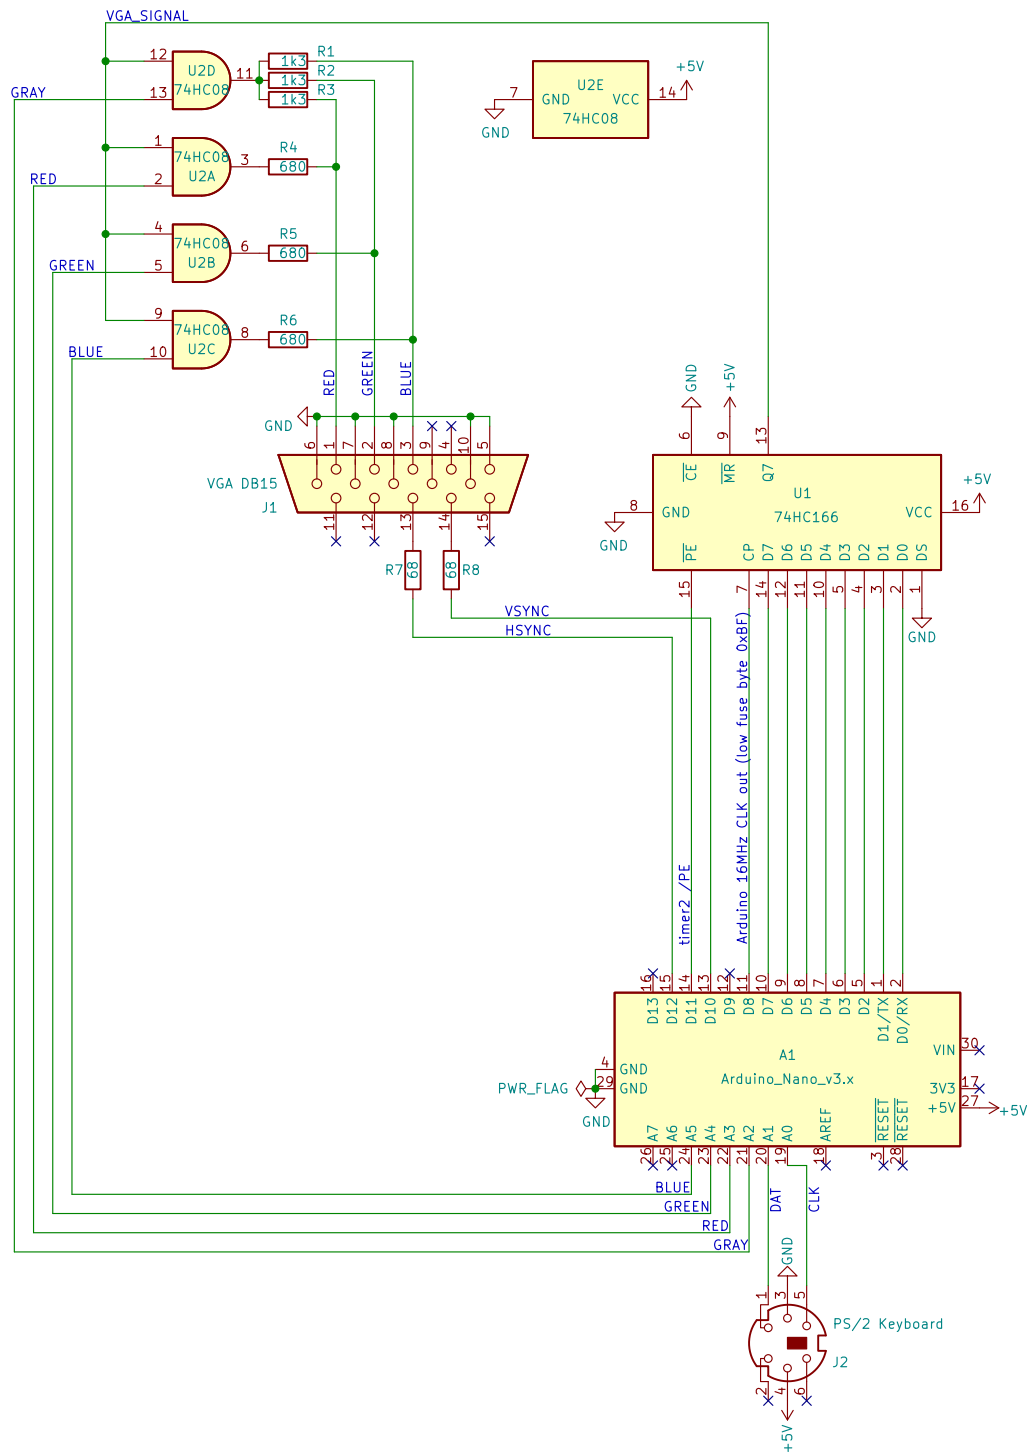 VGA_SIGNAL
12
U2D
74HC08
11
13
GRAY
R1
1k3
R2
1k3
R3
1k3
7
GND
U2E
74HC08
VCC
14
+5V
GND
1
74HC08
U2A
3
2
RED
R4
680
4
74HC08
U2B
6
5
GREEN
R5
680
9
74HC08
U2C
8
10
BLUE
R6
680
RED
GREEN
BLUE
GND
6
1
7
2
8
3
9
4
10
5
VGA DB15
J1
11
12
13
14
15
R7
68
68
R8
VSYNC
HSYNC
GND
+5V
6
9
13
CE
MR
Q7
8
GND
U1
74HC166
VCC
16
+5V
GND
PE
CP
D7
D6
D5
D4
D3
D2
D1
D0
DS
15
7
14
12
11
10
5
4
3
2
1
GND
timer2 /PE
Arduino 16MHz CLK out (low fuse byte 0xBF)
16
15
14
13
12
11
10
9
8
7
6
5
1
2
D13
D12
D11
D10
D9
D8
D7
D6
D5
D4
D3
D2
D1/TX
D0/RX
A1
Arduino_Nano_v3.x
VIN
30
4
GND
PWR_FLAG
29
GND
3V3
17
+5V
27
+5V
GND
A7
A6
A5
A4
A3
A2
A1
A0
AREF
RESET
RESET
26
25
24
23
22
21
20
19
18
3
28
BLUE
GREEN
RED
GRAY
DAT
CLK
GND
1
3
5
PS/2 Keyboard
J2
2
4
6
+5V